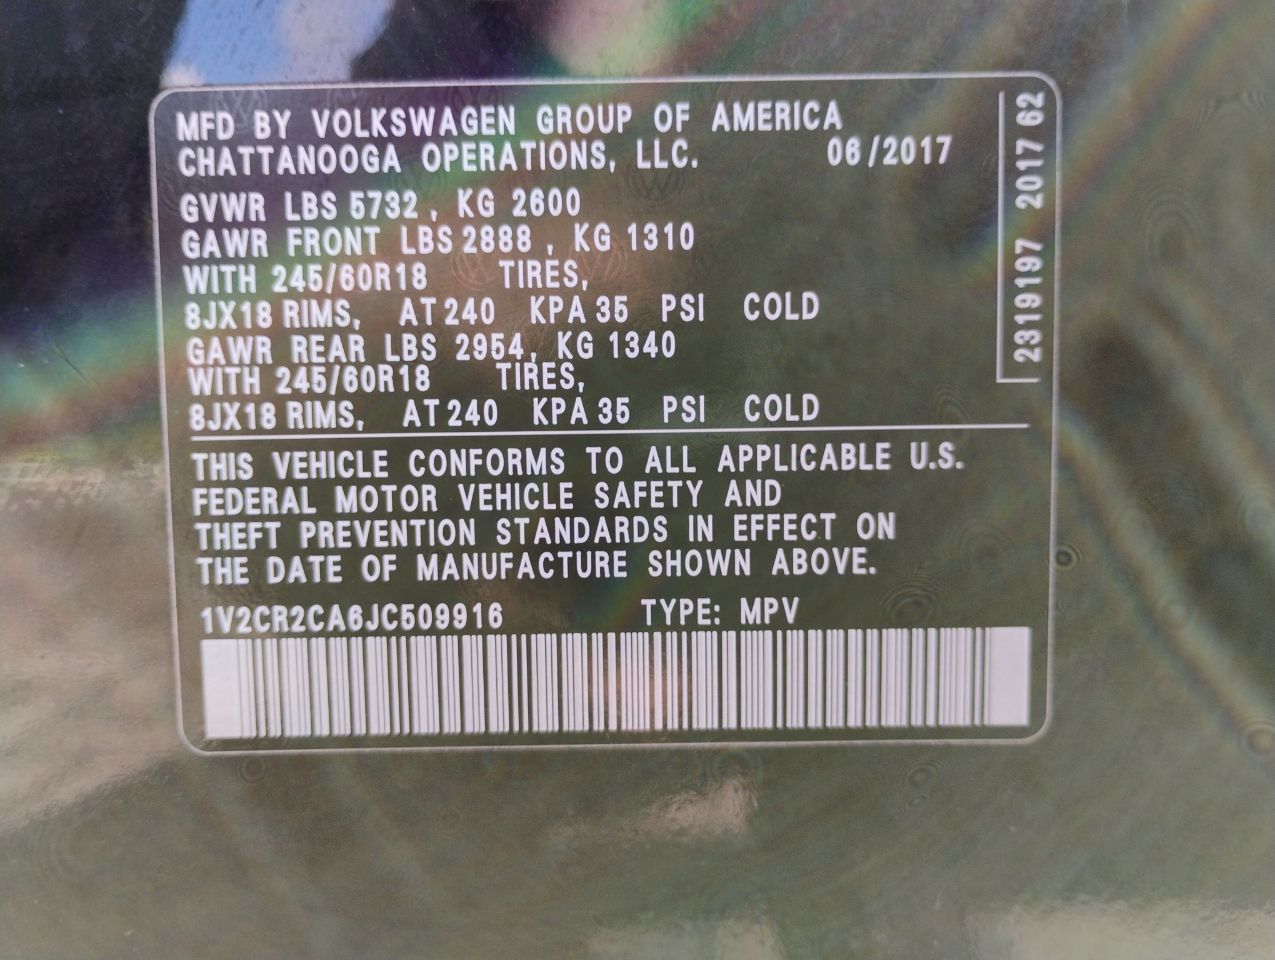 MFD BY VOLKSWAGEN GROUP OF AMERICA
CHATTANOOGA OPERATIONS, LLC. 06/2017
GVWR LBS 5732, KG 2600
GAWR FRONT LBS 2888, KG 1310
WITH 245/60R18 TIRES,
8JX18 RIMS, AT 240 KPA 35 PSI COLD
GAWR REAR LBS 2954, KG 1340
WITH 245/60R18 TIRES,
8JX18 RIMS, AT 240 KPA 35 PSI COLD
THIS VEHICLE CONFORMS TO ALL APPLICABLE U.S.
FEDERAL MOTOR VEHICLE SAFETY AND
THEFT PREVENTION STANDARDS IN EFFECT ON
THE DATE OF MANUFACTURE SHOWN ABOVE.
1V2CR2CA6JC509916 TYPE: MPV
2319197 2017 62